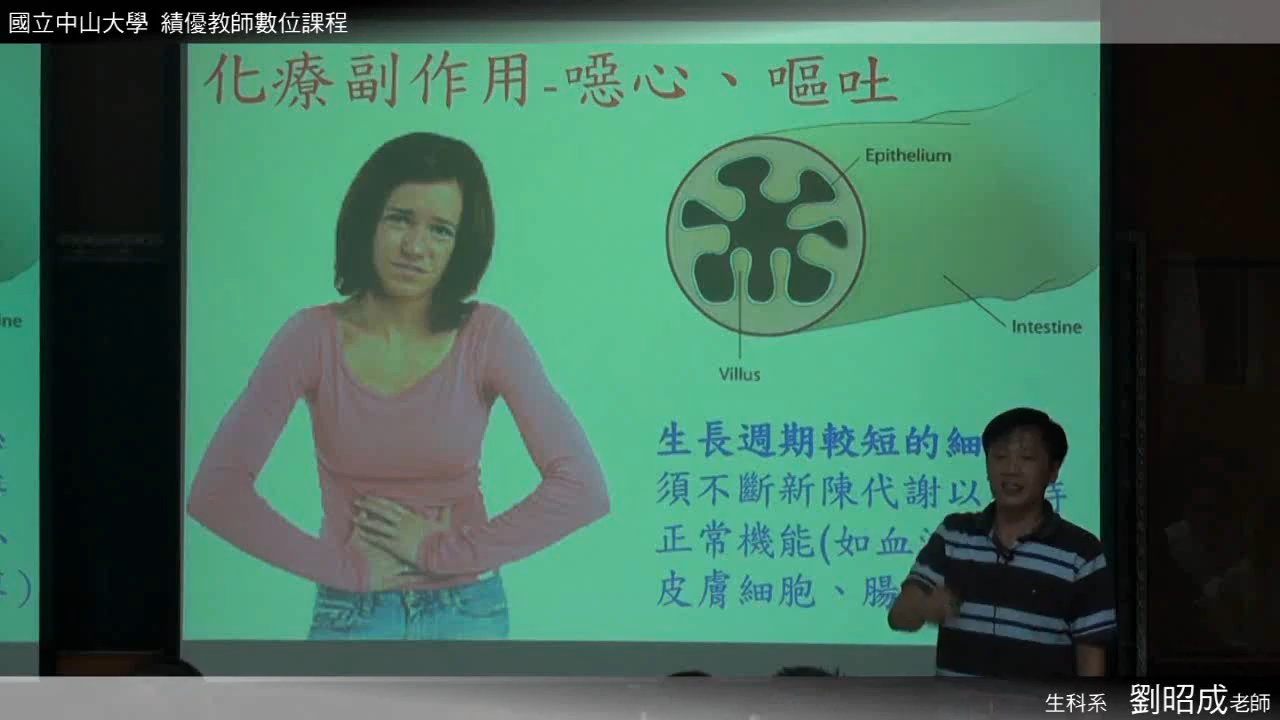 國立中山大學 績優教師數位課程
化療副作用-噁心、嘔吐
Epithelium
Intestine
Villus
生長週期較短的細
須不斷新陳代謝以
正常機能(如血
皮膚細胞、腸
ine
生科系 劉昭成老師